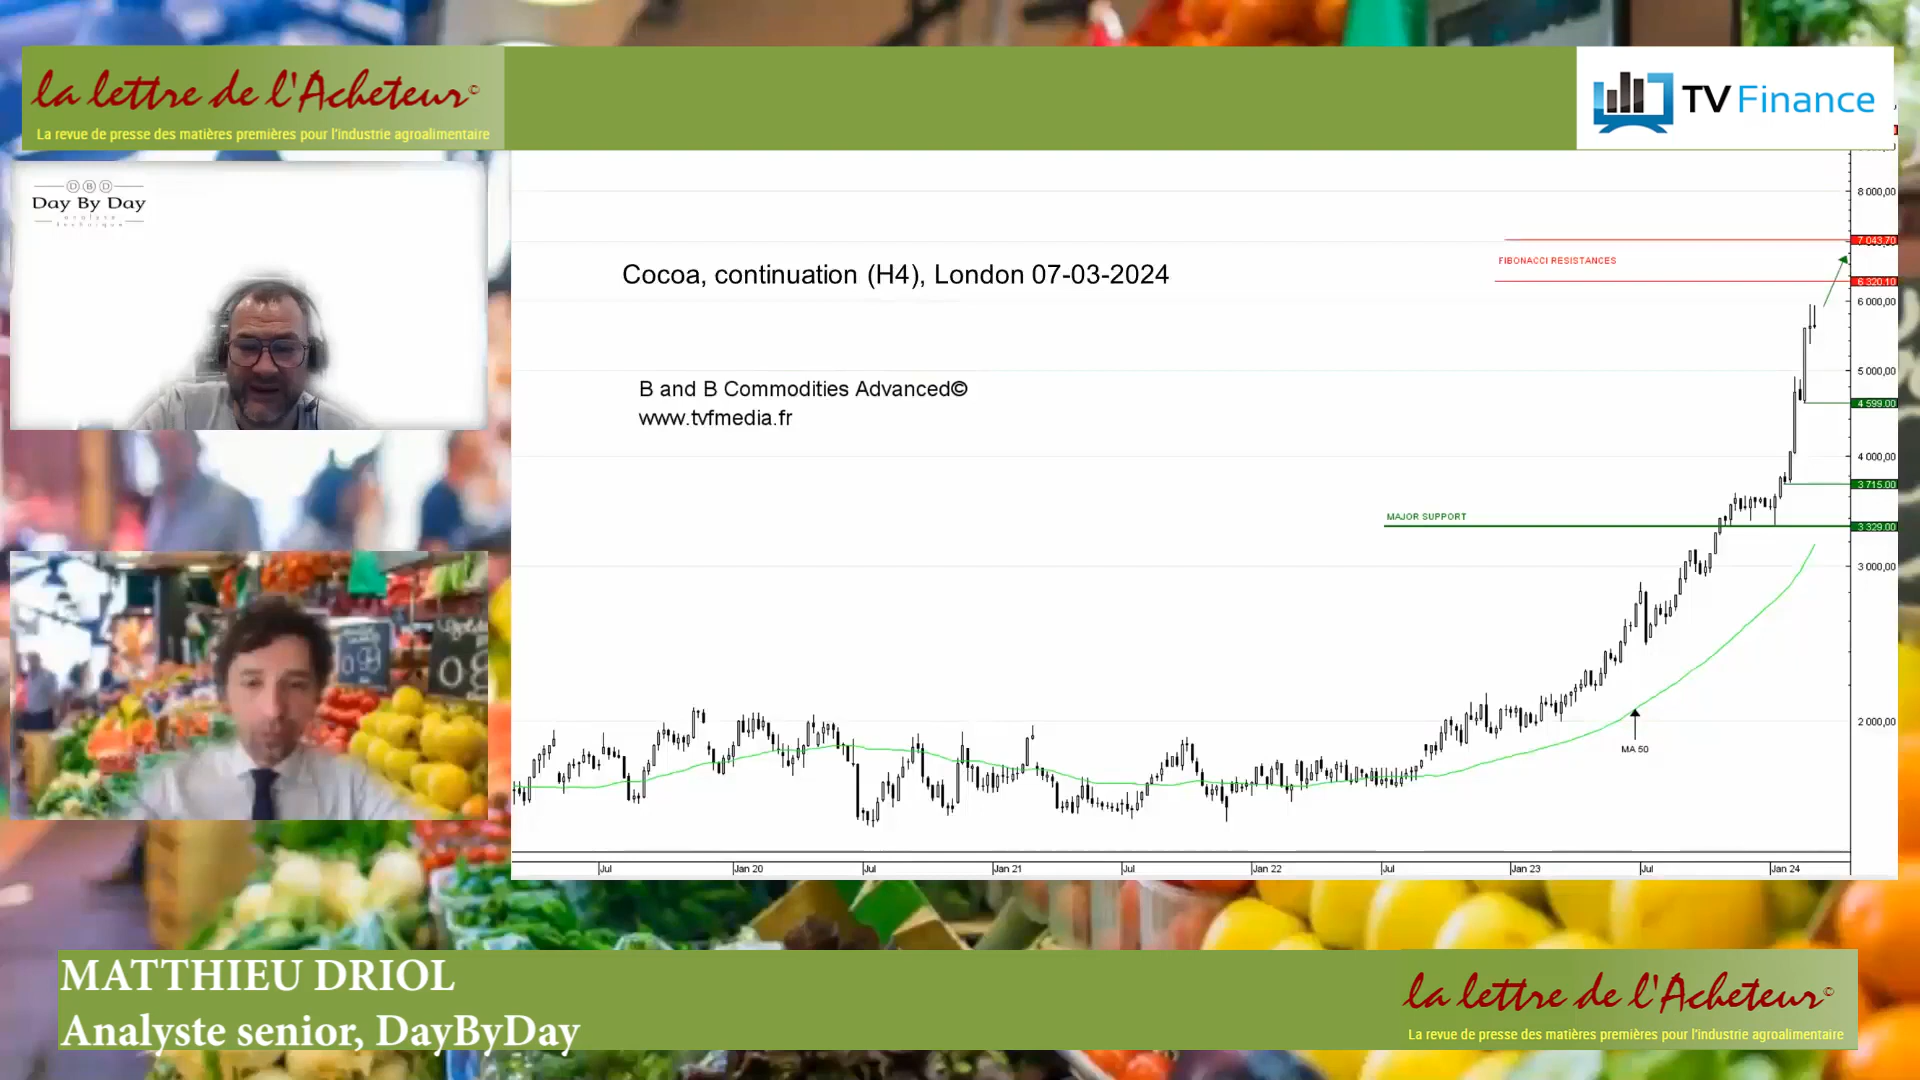 la lettre de l'Acheteur©
La revue de presse des matières premières pour l'industrie agroalimentaire
TV Finance
DBD
Day By Day
analyse
technique
8 000,00
7 043.70
FIBONACCI RESISTANCES
Cocoa, continuation (H4), London 07-03-2024
6 320.10
6 000,00
5 000,00
B and B Commodities Advanced©
4 599.00
www.tvfmedia.fr
4 000,00
3 715.00
MAJOR SUPPORT
3 329.00
3 000,00
2 000,00
MA 50
Jul
Jan 20
Jul
Jan 21
Jul
Jan 22
Jul
Jan 23
Jul
Jan 24
MATTHIEU DRIOL
Analyste senior, DayByDay
la lettre de l'Acheteur©
La revue de presse des matières premières pour l'industrie agroalimentaire